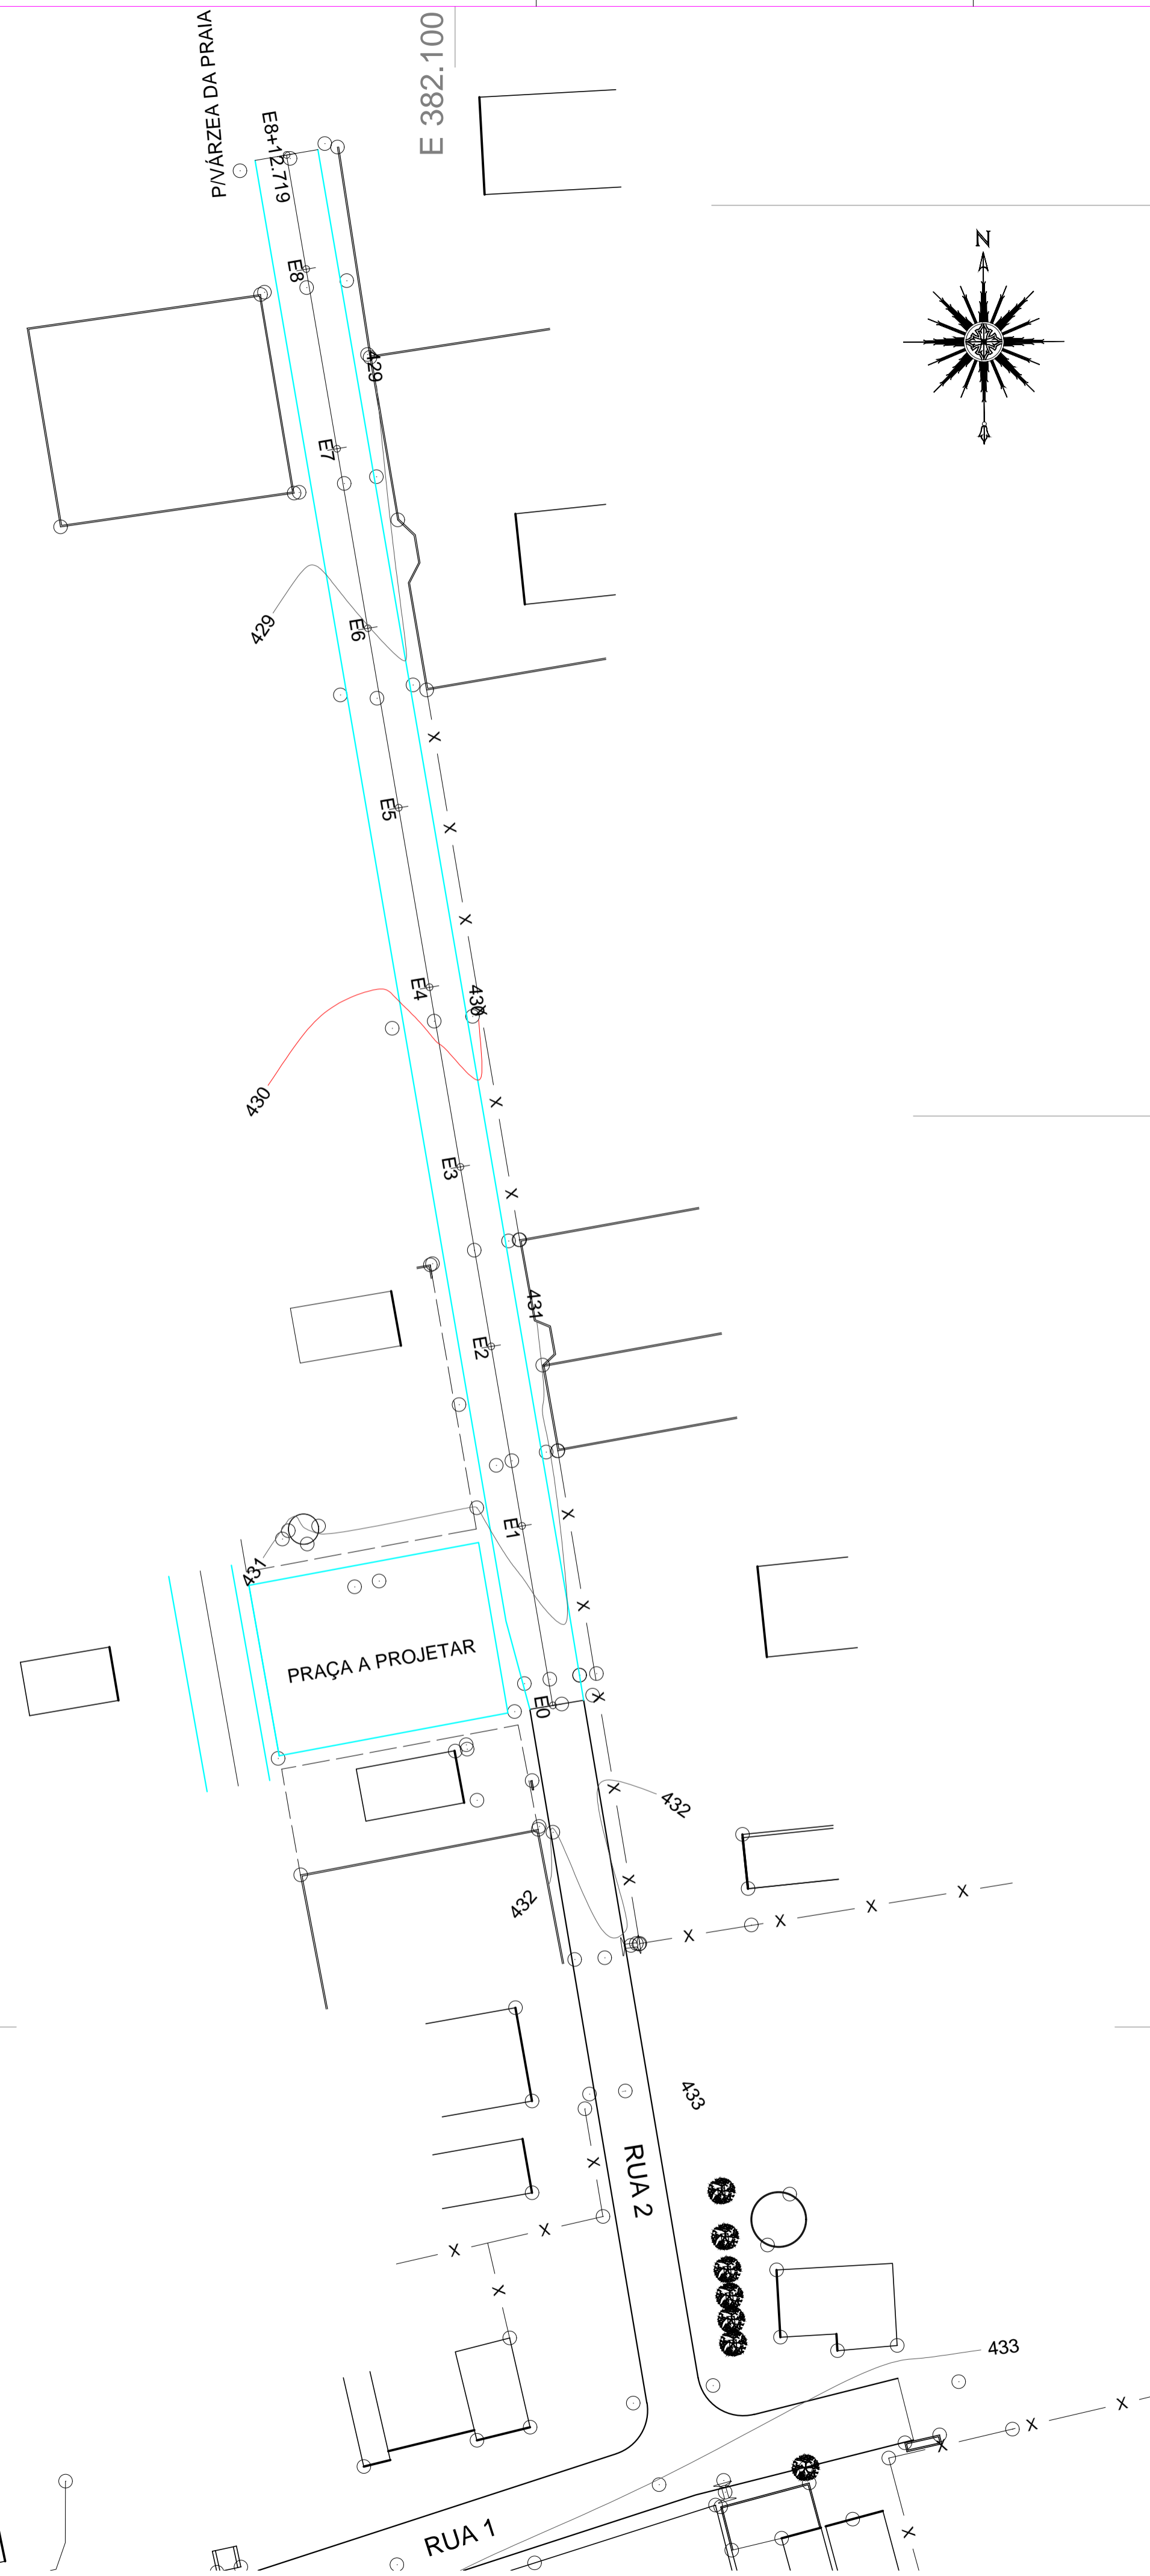 P/VÁRZEA DA PRAIA
E 382.100
E8+12.719
N
E8
429
E7
429
E6
X
E5
X
X
E4
430
X
430
X
E3
X
431
E2
E1
X
431
X
PRAÇA A PROJETAR
E0
X
X
432
X
432
X
X
X
X
433
RUA 2
X
X
X
X
433
X
X
X
RUA 1
X